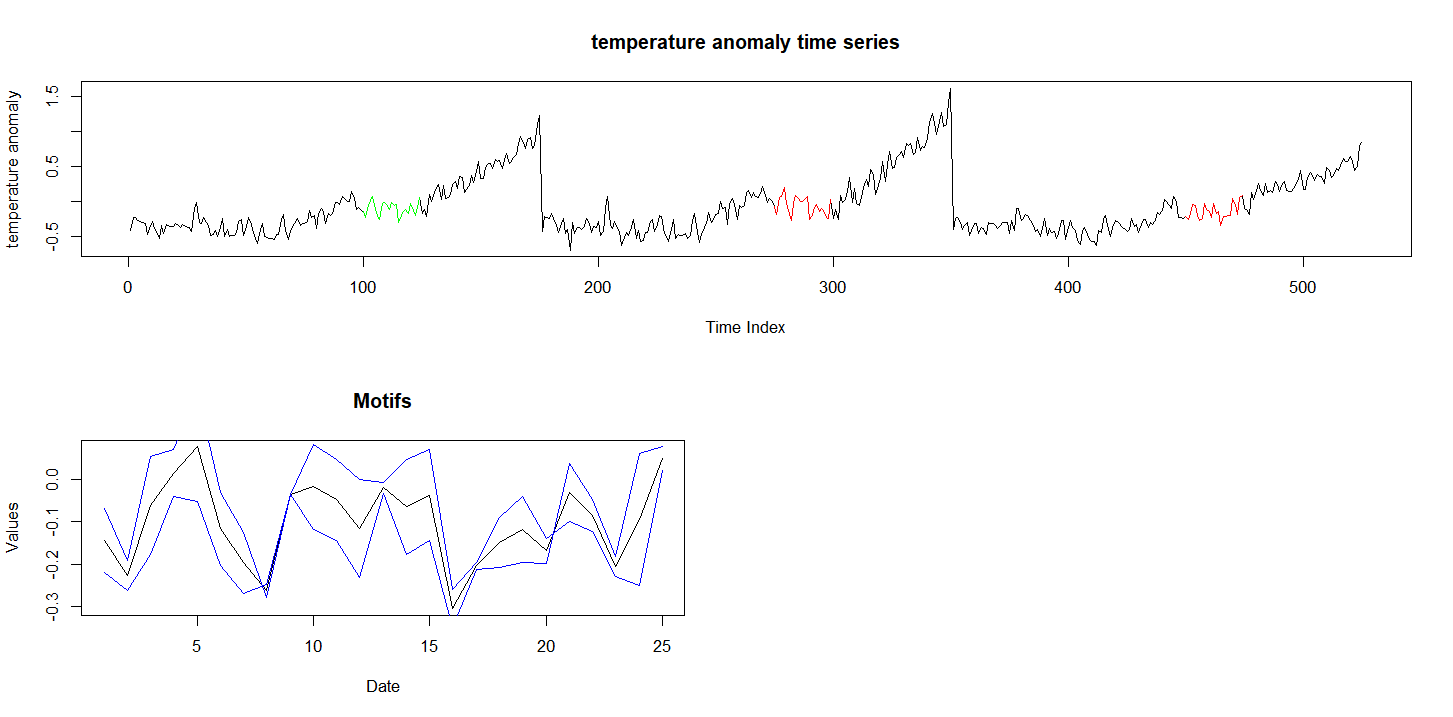 temperature anomaly time series
temperature anomaly
1.5
0.5
-0.5
0 100 200 300 400 500
Time Index
Motifs
Values
0.0
-0.1
-0.2
-0.3
5 10 15 20 25
Date